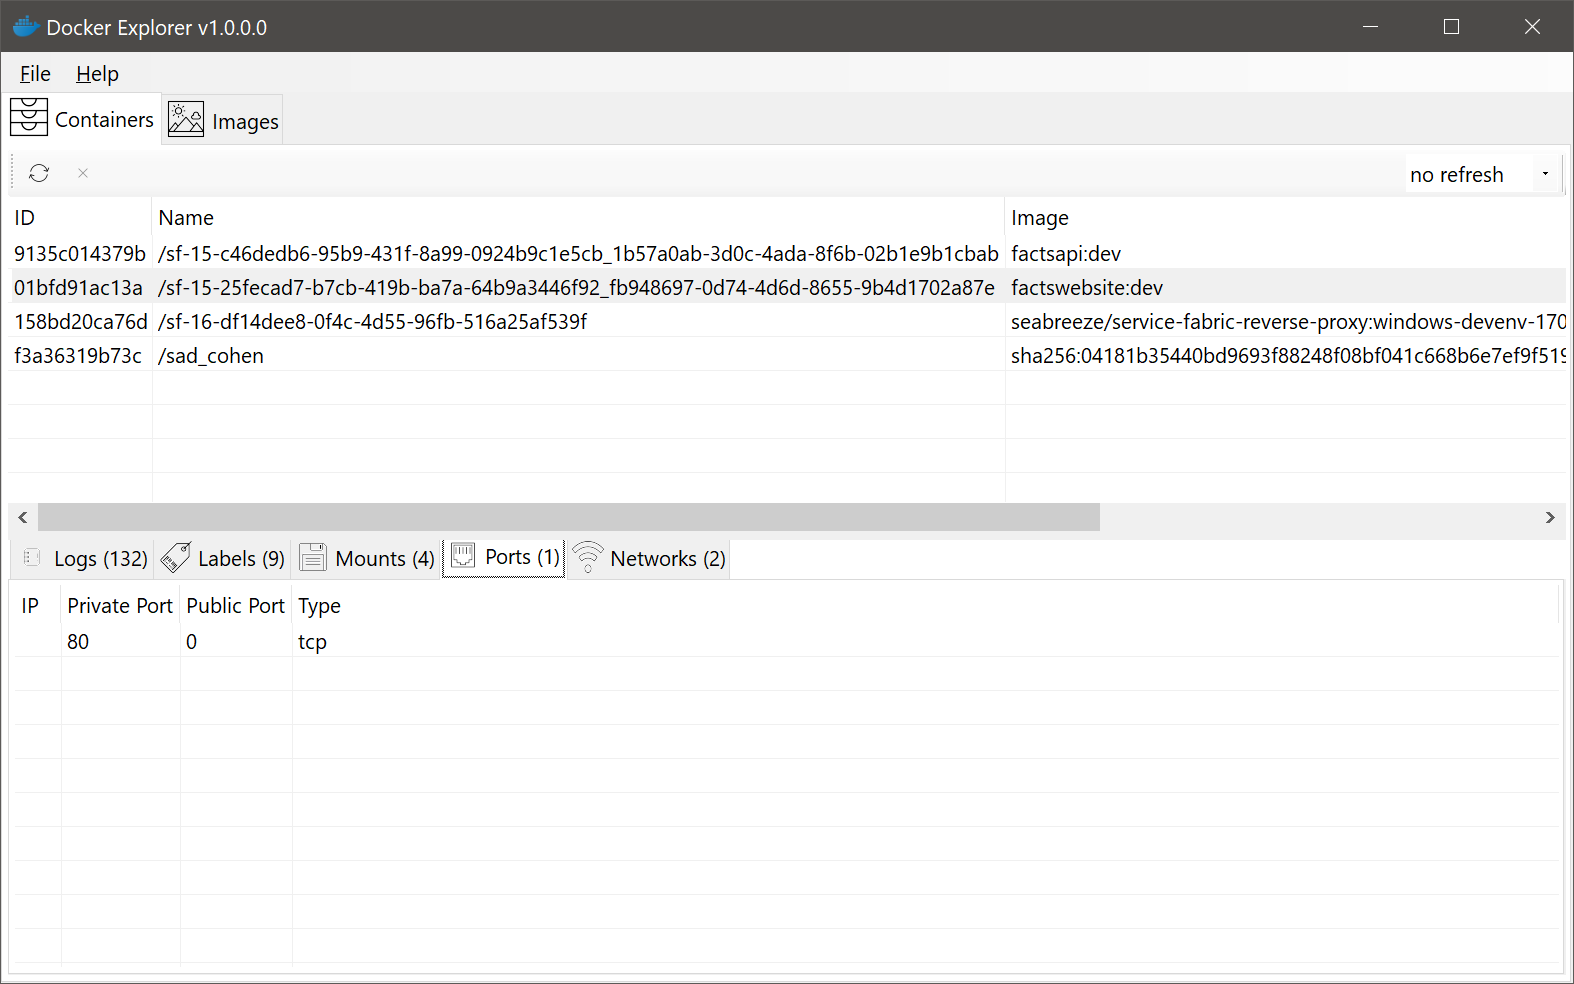 Docker Explorer v1.0.0.0
File Help
Containers Images
no refresh
ID Name Image
9135c014379b /sf-15-c46dedb6-95b9-431f-8a99-0924b9c1e5cb_1b57a0ab-3d0c-4ada-8f6b-02b1e9b1cbab factsapi:dev
01bfd91ac13a /sf-15-25fecad7-b7cb-419b-ba7a-64b9a3446f92_fb948697-0d74-4d6d-8655-9b4d1702a87e factswebsite:dev
158bd20ca76d /sf-16-df14dee8-0f4c-4d55-96fb-516a25af539f seabreeze/service-fabric-reverse-proxy:windows-devenv-170
f3a36319b73c /sad_cohen sha256:04181b35440bd9693f88248f08bf041c668b6e7ef9f519
Logs (132) Labels (9) Mounts (4) Ports (1) Networks (2)
IP Private Port Public Port Type
80 0 tcp